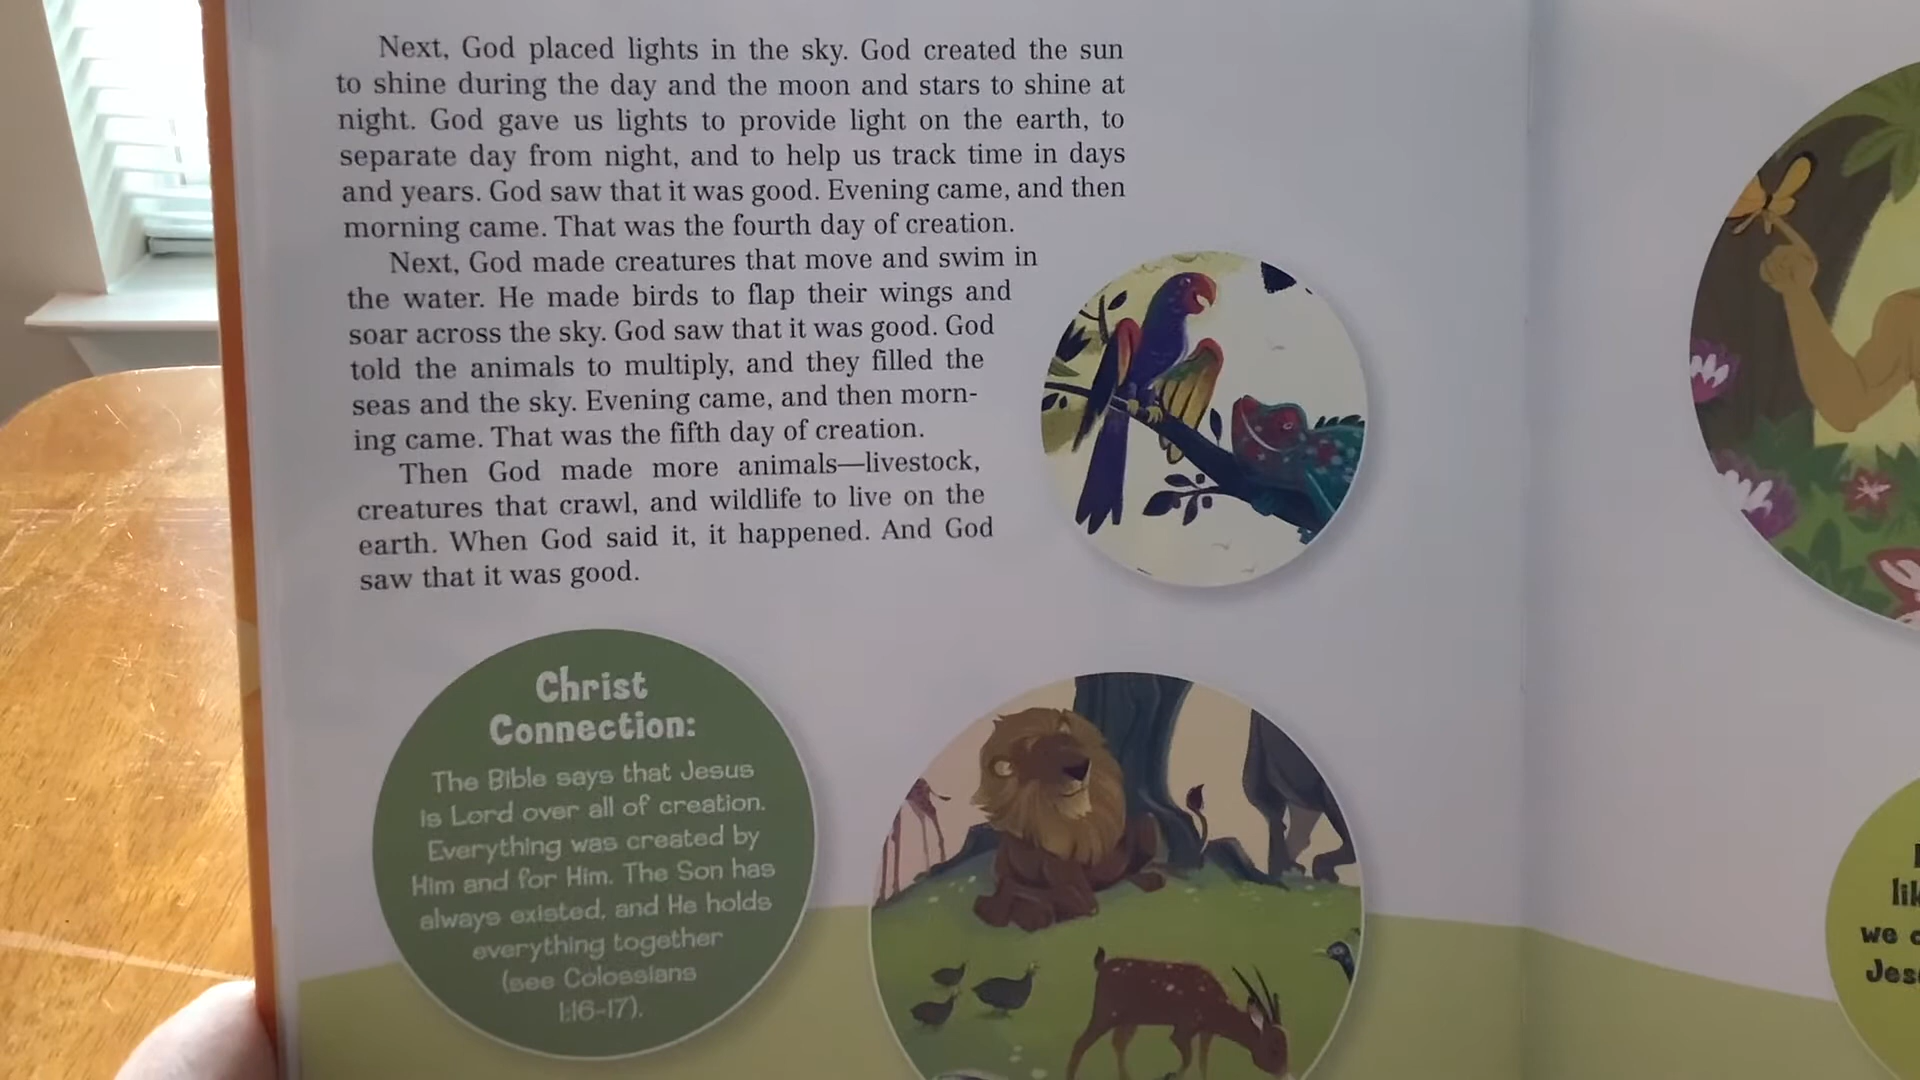 Next, God placed lights in the sky. God created the sun
to shine during the day and the moon and stars to shine at
night. God gave us lights to provide light on the earth, to
separate day from night, and to help us track time in days
and years. God saw that it was good. Evening came, and then
morning came. That was the fourth day of creation.
Next, God made creatures that move and swim in
the water. He made birds to flap their wings and
soar across the sky. God saw that it was good. God
told the animals to multiply, and they filled the
seas and the sky. Evening came, and then morn-
ing came. That was the fifth day of creation.
Then God made more animals—livestock,
creatures that crawl, and wildlife to live on the
earth. When God said it, it happened. And God
saw that it was good.
Christ
Connection:
The Bible says that Jesus
is Lord over all of creation.
Everything was created by
Him and for Him. The Son has
always existed, and He holds
everything together
(see Colossians
1:16–17).
we